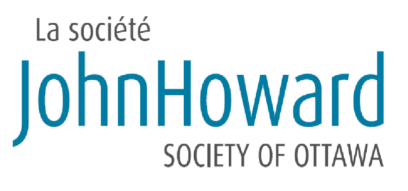 La société
JohnHoward
SOCIETY OF OTTAWA